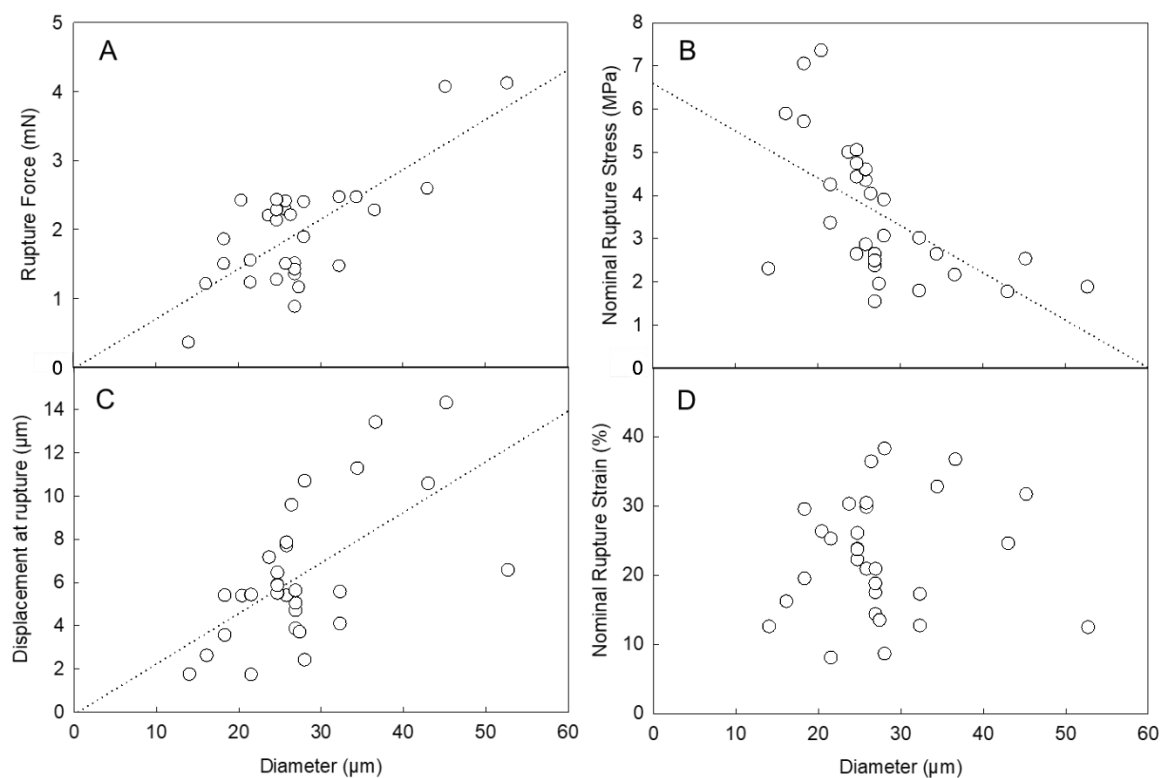 A
Rupture Force (mN)
5
4
3
2
1
0
B
Nominal Rupture Stress (MPa)
8
7
6
5
4
3
2
1
0
C
Displacement at rupture (μm)
14
12
10
8
6
4
2
0
0 10 20 30 40 50 60
Diameter (μm)
D
Nominal Rupture Strain (%)
40
30
20
10
0
0 10 20 30 40 50 60
Diameter (μm)